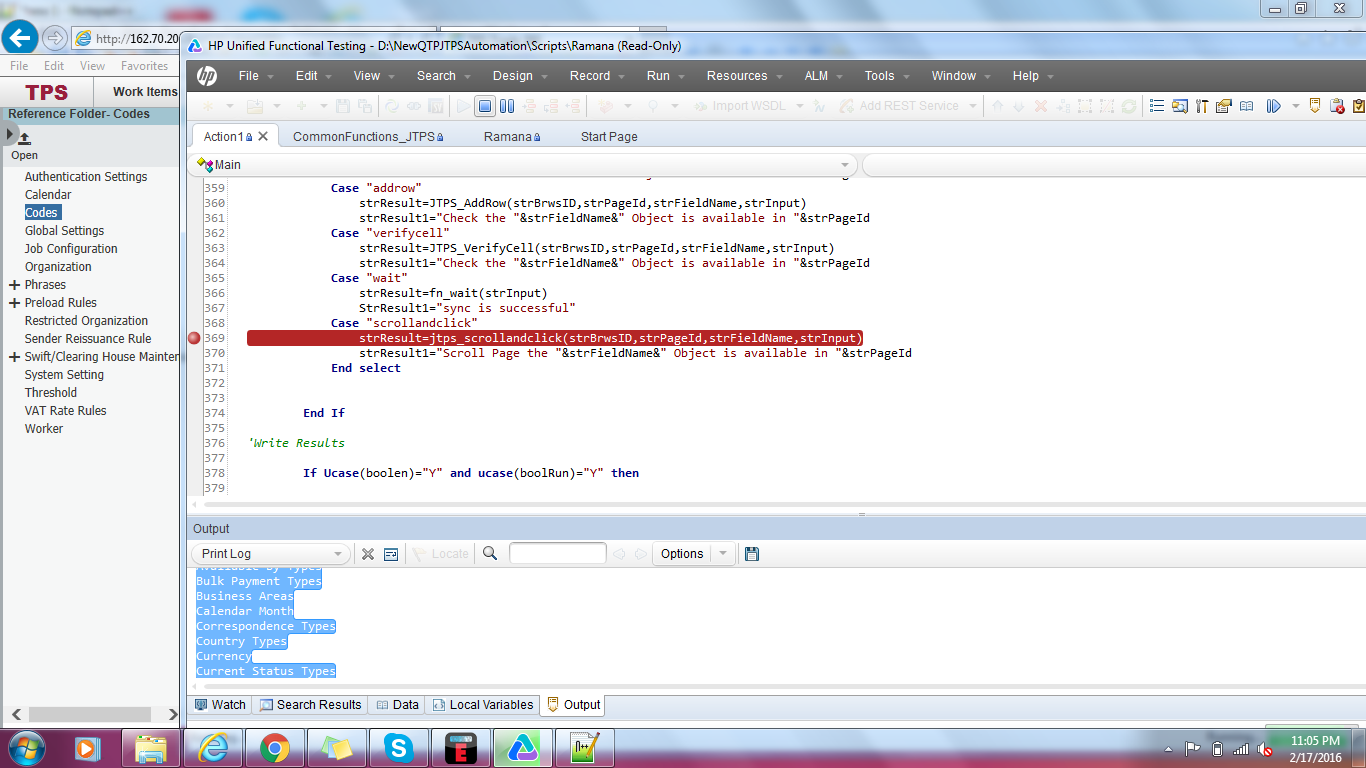 http://162.70.20
HP Unified Functional Testing - D:\NewQTPJTPSAutomation\Scripts\Ramana (Read-Only)
File Edit View Favorites
hp File Edit View Search Design Record Run Resources ALM Tools Window Help
TPS Work Items
Import WSDL Add REST Service
Reference Folder- Codes
Open
Authentication Settings
Calendar
Codes
Global Settings
Job Configuration
Organization
Phrases
Preload Rules
Restricted Organization
Sender Reissuance Rule
Swift/Clearing House Mainten
System Setting
Threshold
VAT Rate Rules
Worker
Action1 CommonFunctions_JTPS Ramana Start Page
Main
359 Case "addrow"
360 strResult=JTPS_AddRow(strBrwsID,strPageId,strFieldName,strInput)
361 strResult1="Check the "&strFieldName&" Object is available in "&strPageId
362 Case "verifycell"
363 strResult=JTPS_VerifyCell(strBrwsID,strPageId,strFieldName,strInput)
364 strResult1="Check the "&strFieldName&" Object is available in "&strPageId
365 Case "wait"
366 strResult=fn_wait(strInput)
367 StrResult1="sync is successful"
368 Case "scrollandclick"
369 strResult=jtps_scrollandclick(strBrwsID,strPageId,strFieldName,strInput)
370 strResult1="Scroll Page the "&strFieldName&" Object is available in "&strPageId
371 End select
372
373
374 End If
375
376 'Write Results
377
378 If Ucase(boolen)="Y" and ucase(boolRun)="Y" then
379
Output
Print Log Locate Options
Available by Types
Bulk Payment Types
Business Areas
Calendar Month
Correspondence Types
Country Types
Currency
Current Status Types
Watch Search Results Data Local Variables Output
11:05 PM
2/17/2016